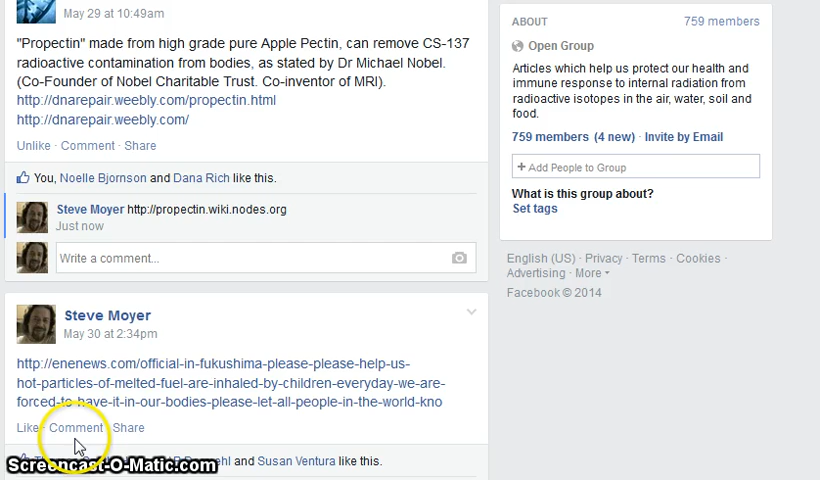 May 29 at 10:49am
"Propectin" made from high grade pure Apple Pectin, can remove CS-137
radioactive contamination from bodies, as stated by Dr Michael Nobel.
(Co-Founder of Nobel Charitable Trust. Co-inventor of MRI).
http://dnarepair.weebly.com/propectin.html
http://dnarepair.weebly.com/
Unlike · Comment · Share
You, Noelle Bjornson and Dana Rich like this.
Steve Moyer http://propectin.wiki.nodes.org
Just now
Write a comment...
Steve Moyer
May 30 at 2:34pm
http://enenews.com/official-in-fukushima-please-please-help-us-
hot-particles-of-melted-fuel-are-inhaled-by-children-everyday-we-are-
forced-to-have-it-in-our-bodies-please-let-all-people-in-the-world-kno
Like · Comment · Share
and Susan Ventura like this.
Screencast-O-Matic.com
ABOUT
759 members
Open Group
Articles which help us protect our health and
immune response to internal radiation from
radioactive isotopes in the air, water, soil and
food.
759 members (4 new) · Invite by Email
+ Add People to Group
What is this group about?
Set tags
English (US) · Privacy · Terms · Cookies ·
Advertising · More
Facebook © 2014